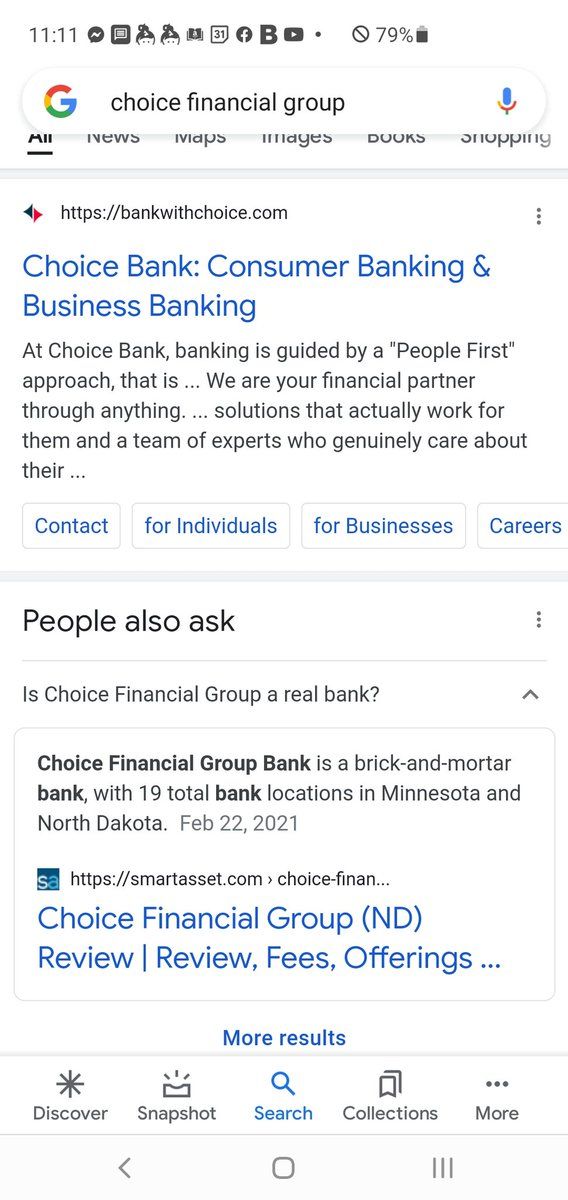 11:11 31 B 79%
choice financial group
All News Maps Images Books Shopping
https://bankwithchoice.com
Choice Bank: Consumer Banking &
Business Banking
At Choice Bank, banking is guided by a "People First"
approach, that is ... We are your financial partner
through anything. ... solutions that actually work for
them and a team of experts who genuinely care about
their ...
Contact for Individuals for Businesses Careers
People also ask
Is Choice Financial Group a real bank?
Choice Financial Group Bank is a brick-and-mortar
bank, with 19 total bank locations in Minnesota and
North Dakota. Feb 22, 2021
sa https://smartasset.com › choice-finan...
Choice Financial Group (ND)
Review | Review, Fees, Offerings ...
More results
Discover Snapshot Search Collections More